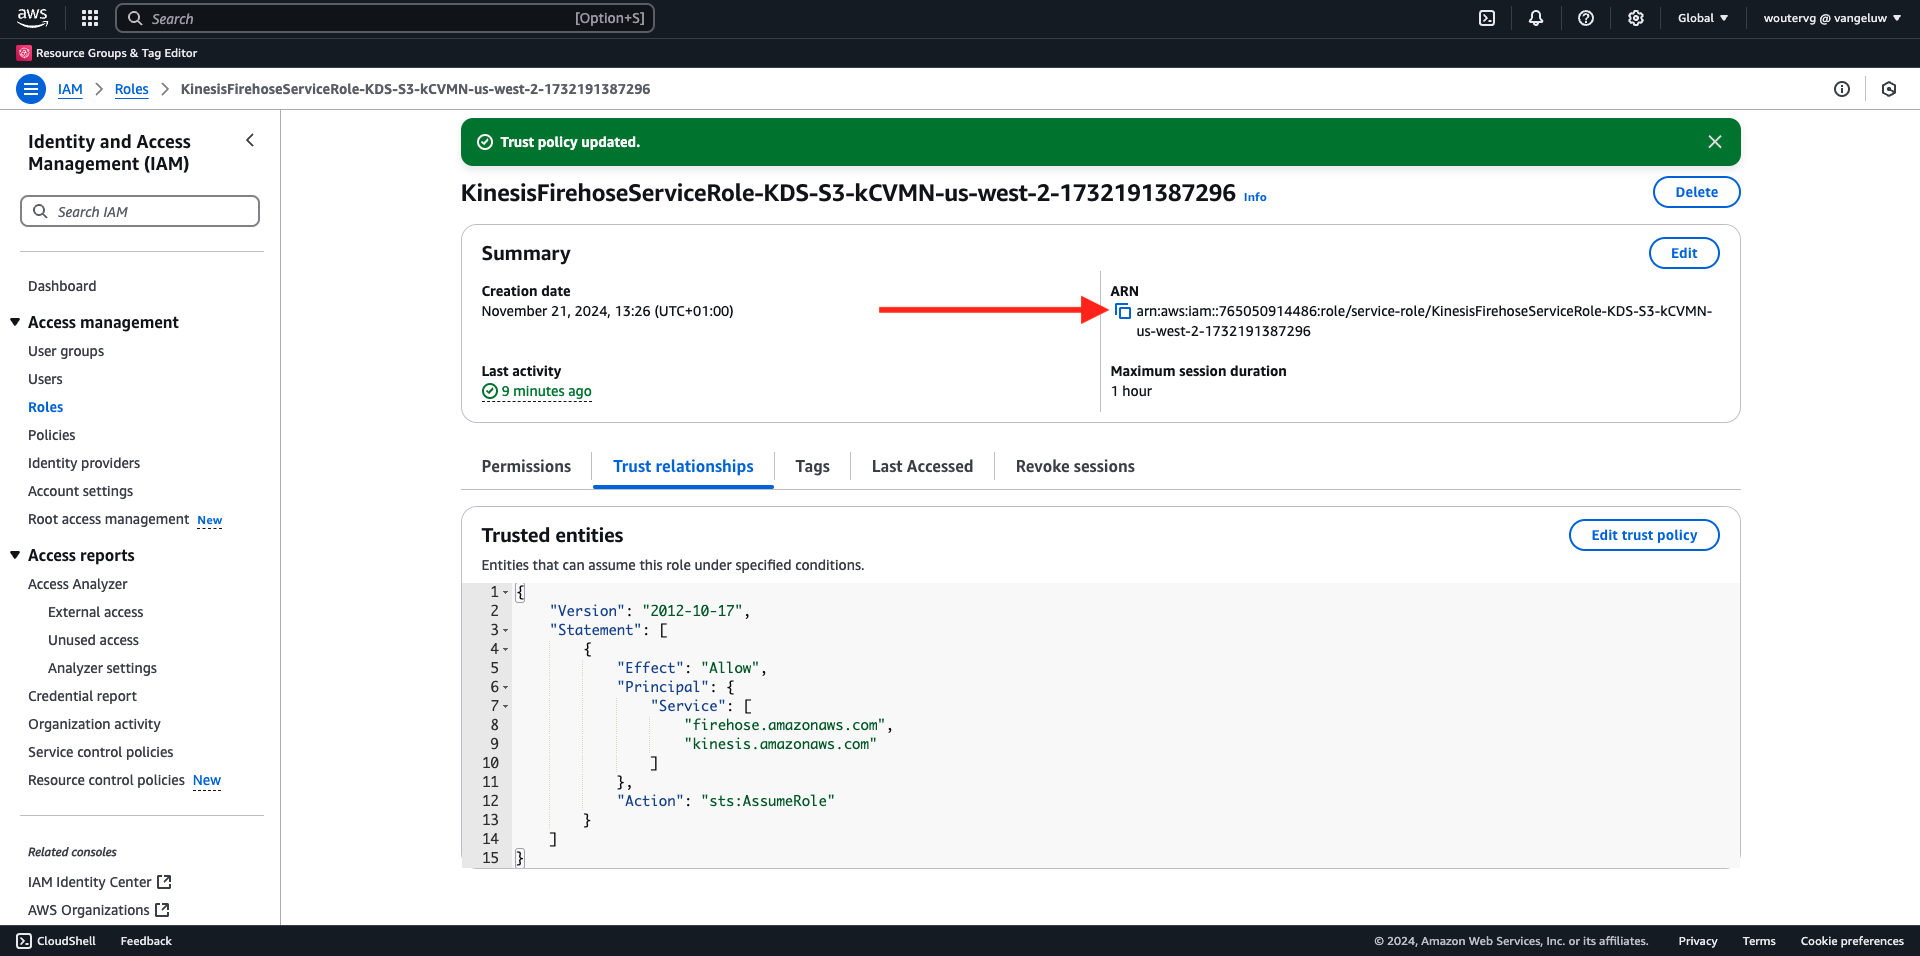 aws
Search [Option+S]
Global
woutervg @ vangeluw
Resource Groups & Tag Editor
IAM
Roles
KinesisFirehoseServiceRole-KDS-S3-kCVMN-us-west-2-1732191387296
Identity and Access
Management (IAM)
Search IAM
Dashboard
Access management
User groups
Users
Roles
Policies
Identity providers
Account settings
Root access management New
Access reports
Access Analyzer
External access
Unused access
Analyzer settings
Credential report
Organization activity
Service control policies
Resource control policies New
Related consoles
IAM Identity Center
AWS Organizations
Trust policy updated.
KinesisFirehoseServiceRole-KDS-S3-kCVMN-us-west-2-1732191387296 Info
Delete
Summary
Edit
Creation date
November 21, 2024, 13:26 (UTC+01:00)
ARN
arn:aws:iam::765050914486:role/service-role/KinesisFirehoseServiceRole-KDS-S3-kCVMN-
us-west-2-1732191387296
Last activity
9 minutes ago
Maximum session duration
1 hour
Permissions
Trust relationships
Tags
Last Accessed
Revoke sessions
Trusted entities
Edit trust policy
Entities that can assume this role under specified conditions.
1 {
2 "Version": "2012-10-17",
3 "Statement": [
4 {
5 "Effect": "Allow",
6 "Principal": {
7 "Service": [
8 "firehose.amazonaws.com",
9 "kinesis.amazonaws.com"
10 ]
11 },
12 "Action": "sts:AssumeRole"
13 }
14 ]
15 }
CloudShell
Feedback
© 2024, Amazon Web Services, Inc. or its affiliates.
Privacy
Terms
Cookie preferences